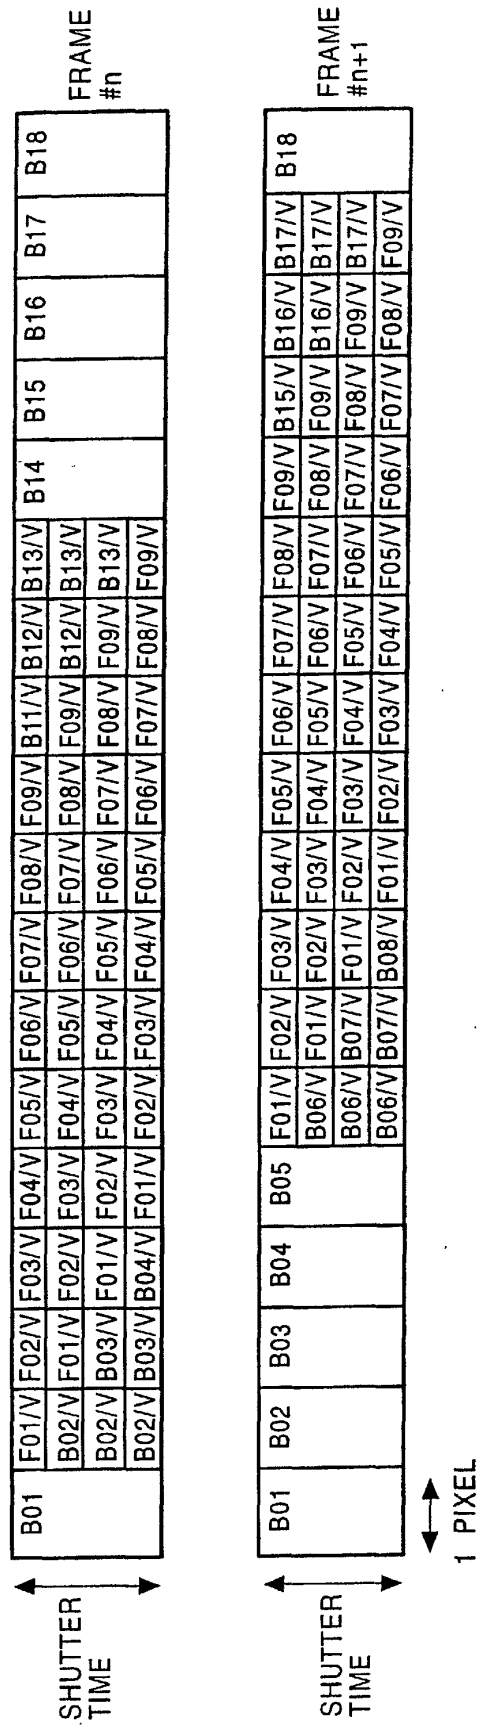 SHUTTER
TIME
B01 F01/V F02/V F03/V F04/V F05/V F06/V F07/V F08/V F09/V B11/V B12/V B13/V B14 B15 B16 B17 B18
B02/V F01/V F02/V F03/V F04/V F05/V F06/V F07/V F08/V F09/V B12/V B13/V
B02/V B03/V F01/V F02/V F03/V F04/V F05/V F06/V F07/V F08/V F09/V B13/V
B02/V B03/V B04/V F01/V F02/V F03/V F04/V F05/V F06/V F07/V F08/V F09/V
FRAME
#n
SHUTTER
TIME
B01 B02 B03 B04 B05 F01/V F02/V F03/V F04/V F05/V F06/V F07/V F08/V F09/V B15/V B16/V B17/V B18
B06/V F01/V F02/V F03/V F04/V F05/V F06/V F07/V F08/V F09/V B16/V B17/V
B06/V B07/V F01/V F02/V F03/V F04/V F05/V F06/V F07/V F08/V F09/V B17/V
B06/V B07/V B08/V F01/V F02/V F03/V F04/V F05/V F06/V F07/V F08/V F09/V
FRAME
#n+1
1 PIXEL